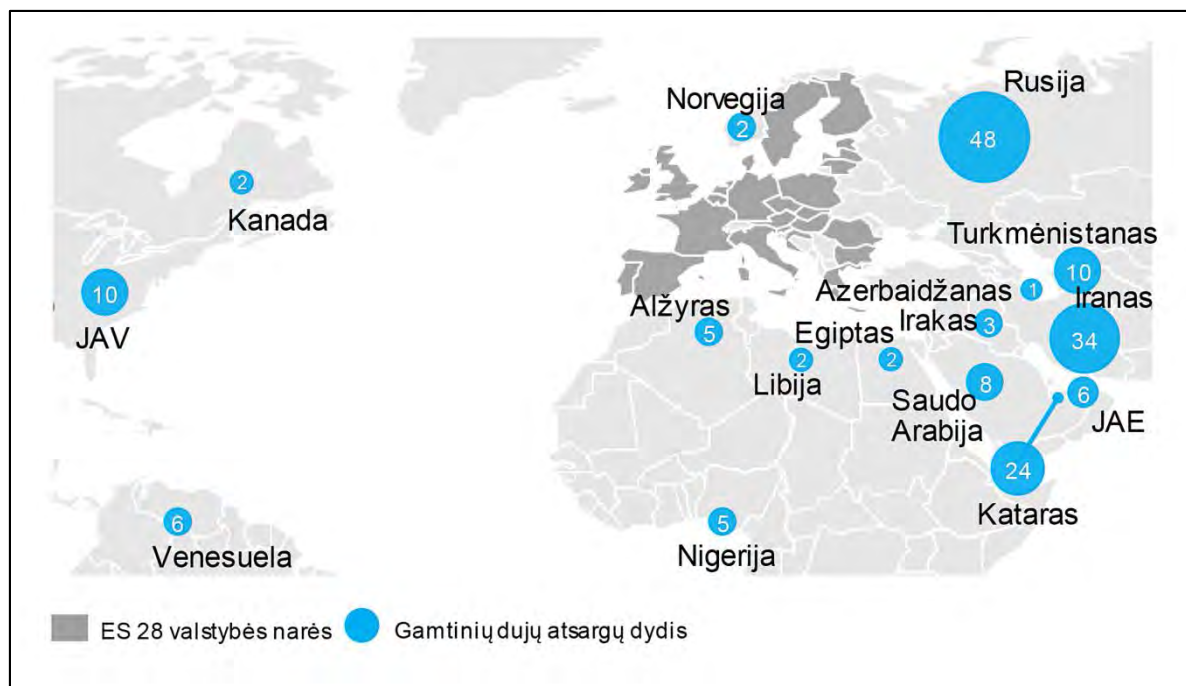 Norvegija
2
Rusija
48
2
Kanada
10
JAV
Turkmėnistanas
10
Azerbaidžanas
1
Iranas
34
Alžyras
5
Egiptas
2
Irakas
3
2
Libija
8
Saudo
Arabija
6
JAE
24
Kataras
6
Venesuela
5
Nigerija
ES 28 valstybės narės
Gamtinių dujų atsargų dydis